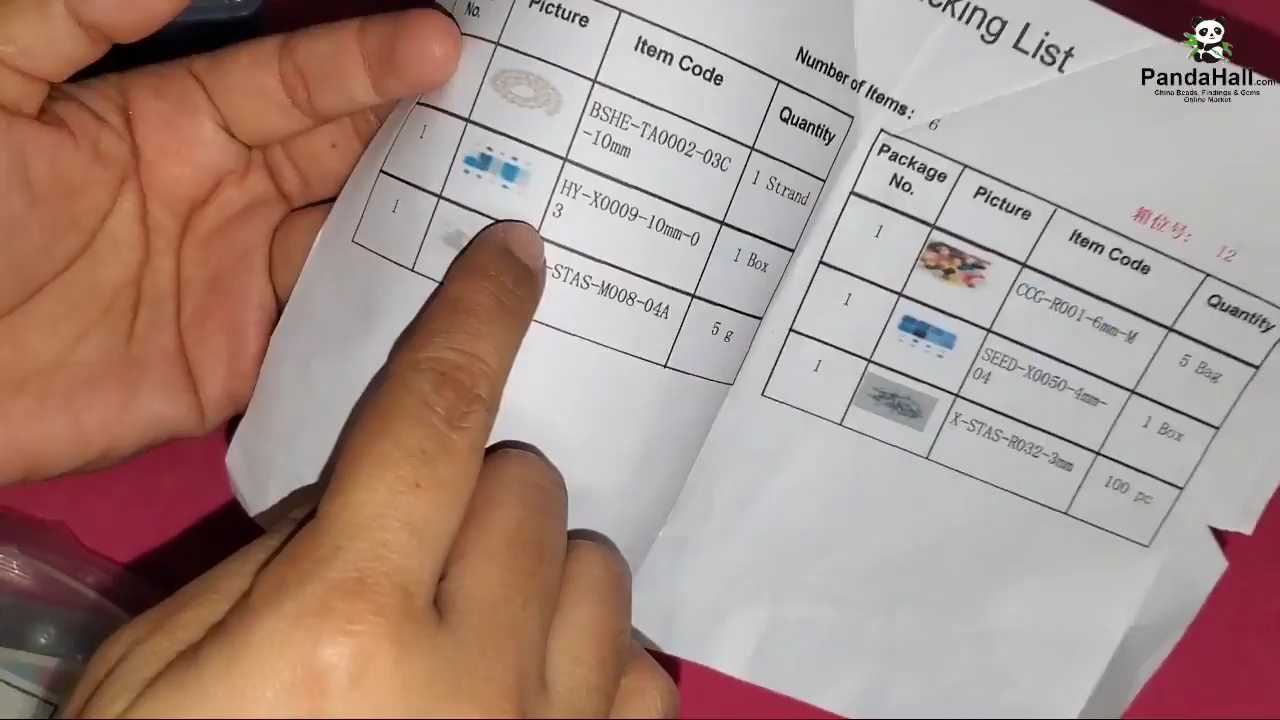 No.
Picture
Item Code
Quantity
BSHE-TA0002-03C
-10mm
1 Strand
1
HY-X0009-10mm-0
3
1 Box
1
-STAS-M008-04A
5 g
cking List
Number of Items: 6
箱位号: 12
Package
No.
Picture
Item Code
Quantity
1
CCG-R001-6mm-M
5 Bag
1
SEED-X0050-4mm-
04
1 Box
1
X-STAS-R032-3mm
100 pc
PandaHall.com
China Beads, Findings & Gems
Online Market